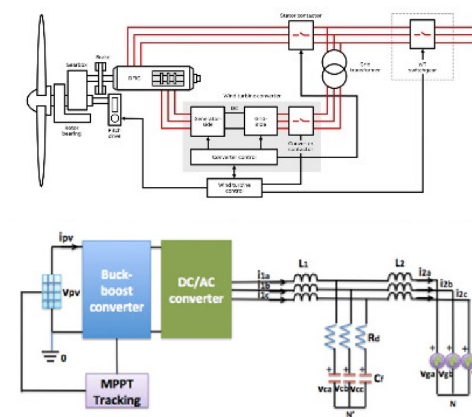 Stator contactor
Gearbox
DFIG
Grid
transformer
WT
switchgear
Wind turbine converter
DC
Generator-
side
Grid-
side
Rotor
bearing
Pitch
drive
Converter
contactor
Converter control
Wind turbine
control
ipv
Vpv
0
Buck-
boost
converter
DC/AC
converter
MPPT
Tracking
L1
L2
i1a
i1b
i1c
i2a
i2b
i2c
Rd
Vca
Vcb
Vcc
Cf
Vga
Vgb
N
N'